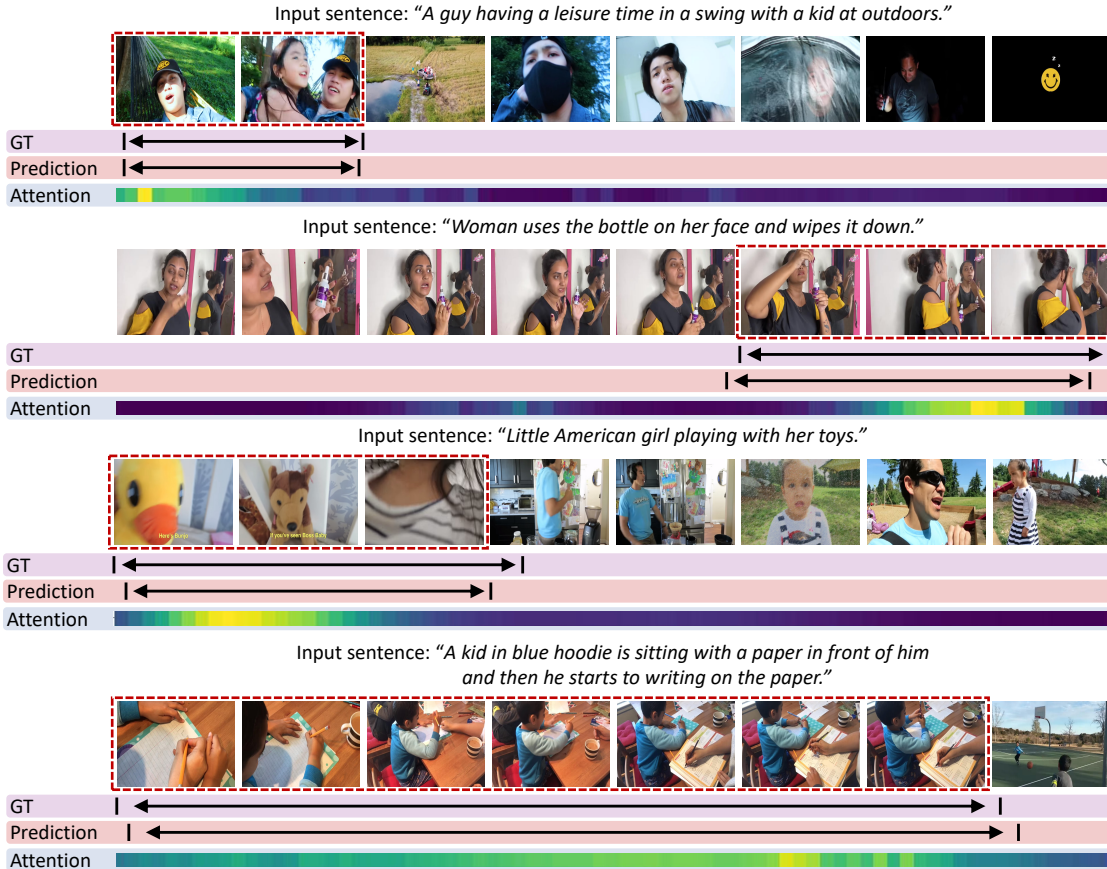 Input sentence: “A guy having a leisure time in a swing with a kid at outdoors.”
z
z
GT
Prediction
Attention
Input sentence: “Woman uses the bottle on her face and wipes it down.”
GT
Prediction
Attention
Input sentence: “Little American girl playing with her toys.”
Here's Banjo
If you've seen Boss Baby
GT
Prediction
Attention
Input sentence: “A kid in blue hoodie is sitting with a paper in front of him
and then he starts to writing on the paper.”
GT
Prediction
Attention